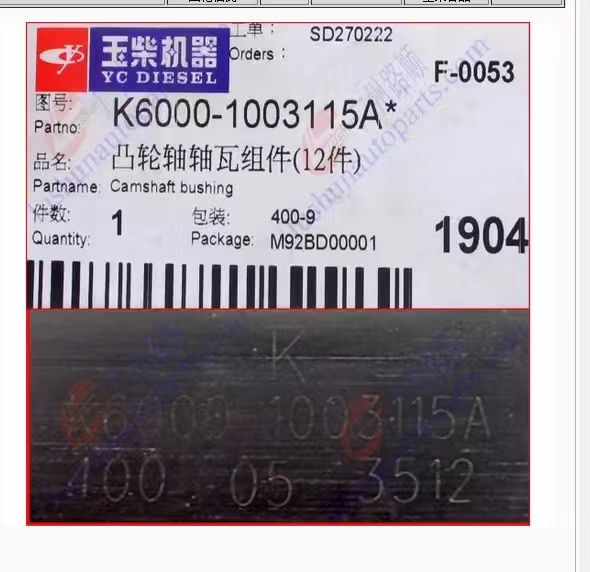 玉柴机器
YC DIESEL
工单:
Orders :
SD270222
F-0053
图号:
Partno:
K6000-1003115A*
品名:
凸轮轴轴瓦组件(12件)
Partname: Camshaft bushing
件数:
Quantity:
1
包装:
Package:
400-9
M92BD00001
1904
K
K6000-1003115A
400 05 3512